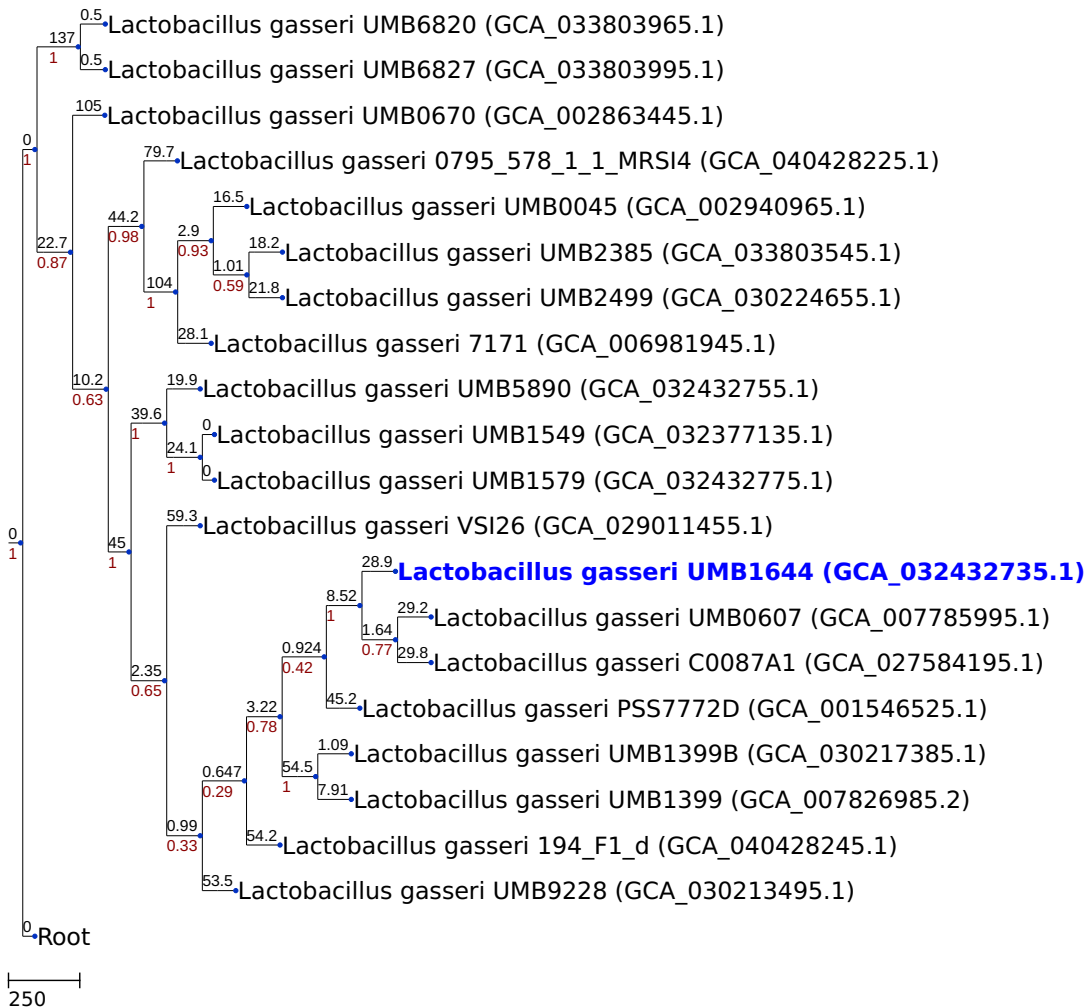 0.5
Lactobacillus gasseri UMB6820 (GCA_033803965.1)
137
1
0.5
Lactobacillus gasseri UMB6827 (GCA_033803995.1)
105
Lactobacillus gasseri UMB0670 (GCA_002863445.1)
0
1
79.7
Lactobacillus gasseri 0795_578_1_1_MRSI4 (GCA_040428225.1)
16.5
Lactobacillus gasseri UMB0045 (GCA_002940965.1)
44.2
0.98
2.9
0.93
18.2
Lactobacillus gasseri UMB2385 (GCA_033803545.1)
22.7
0.87
1.01
0.59
104
1
21.8
Lactobacillus gasseri UMB2499 (GCA_030224655.1)
28.1
Lactobacillus gasseri 7171 (GCA_006981945.1)
10.2
0.63
19.9
Lactobacillus gasseri UMB5890 (GCA_032432755.1)
39.6
1
0
Lactobacillus gasseri UMB1549 (GCA_032377135.1)
24.1
1
0
Lactobacillus gasseri UMB1579 (GCA_032432775.1)
59.3
Lactobacillus gasseri VSI26 (GCA_029011455.1)
0
1
45
1
28.9
Lactobacillus gasseri UMB1644 (GCA_032432735.1)
8.52
1
29.2
Lactobacillus gasseri UMB0607 (GCA_007785995.1)
1.64
0.77
0.924
0.42
29.8
Lactobacillus gasseri C0087A1 (GCA_027584195.1)
2.35
0.65
45.2
Lactobacillus gasseri PSS7772D (GCA_001546525.1)
3.22
0.78
1.09
Lactobacillus gasseri UMB1399B (GCA_030217385.1)
54.5
1
0.647
0.29
7.91
Lactobacillus gasseri UMB1399 (GCA_007826985.2)
0.99
0.33
54.2
Lactobacillus gasseri 194_F1_d (GCA_040428245.1)
53.5
Lactobacillus gasseri UMB9228 (GCA_030213495.1)
0
Root
250